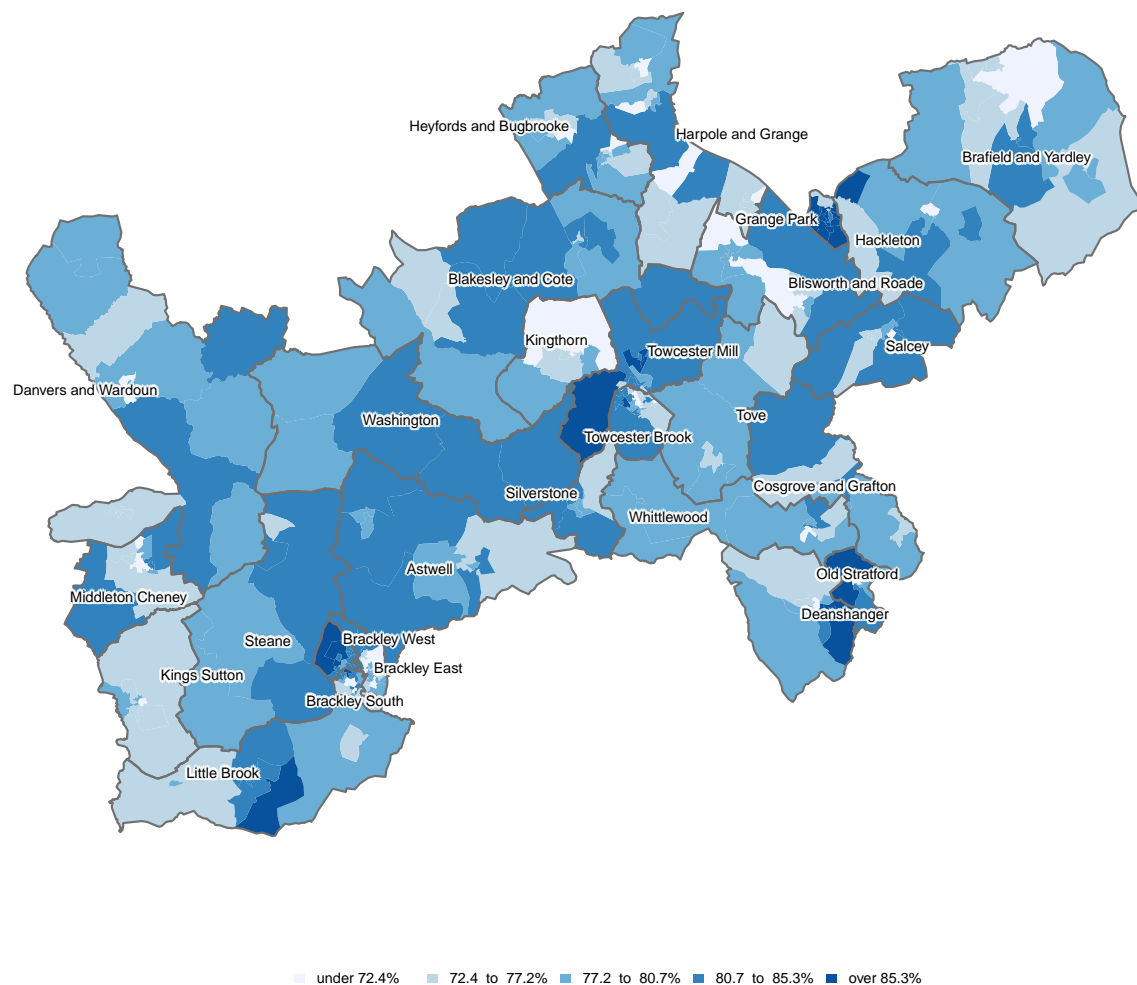 Heyfords and Bugbrooke
Harpole and Grange
Brafield and Yardley
Grange Park
Hackleton
Blakesley and Cote
Blisworth and Roade
Kingthorn
Towcester Mill
Salcey
Danvers and Wardoun
Washington
Tove
Towcester Brook
Cosgrove and Grafton
Silverstone
Whittlewood
Astwell
Old Stratford
Middleton Cheney
Deanshanger
Steane
Brackley West
Brackley East
Kings Sutton
Brackley South
Little Brook
under 72.4% 72.4 to 77.2% 77.2 to 80.7% 80.7 to 85.3% over 85.3%